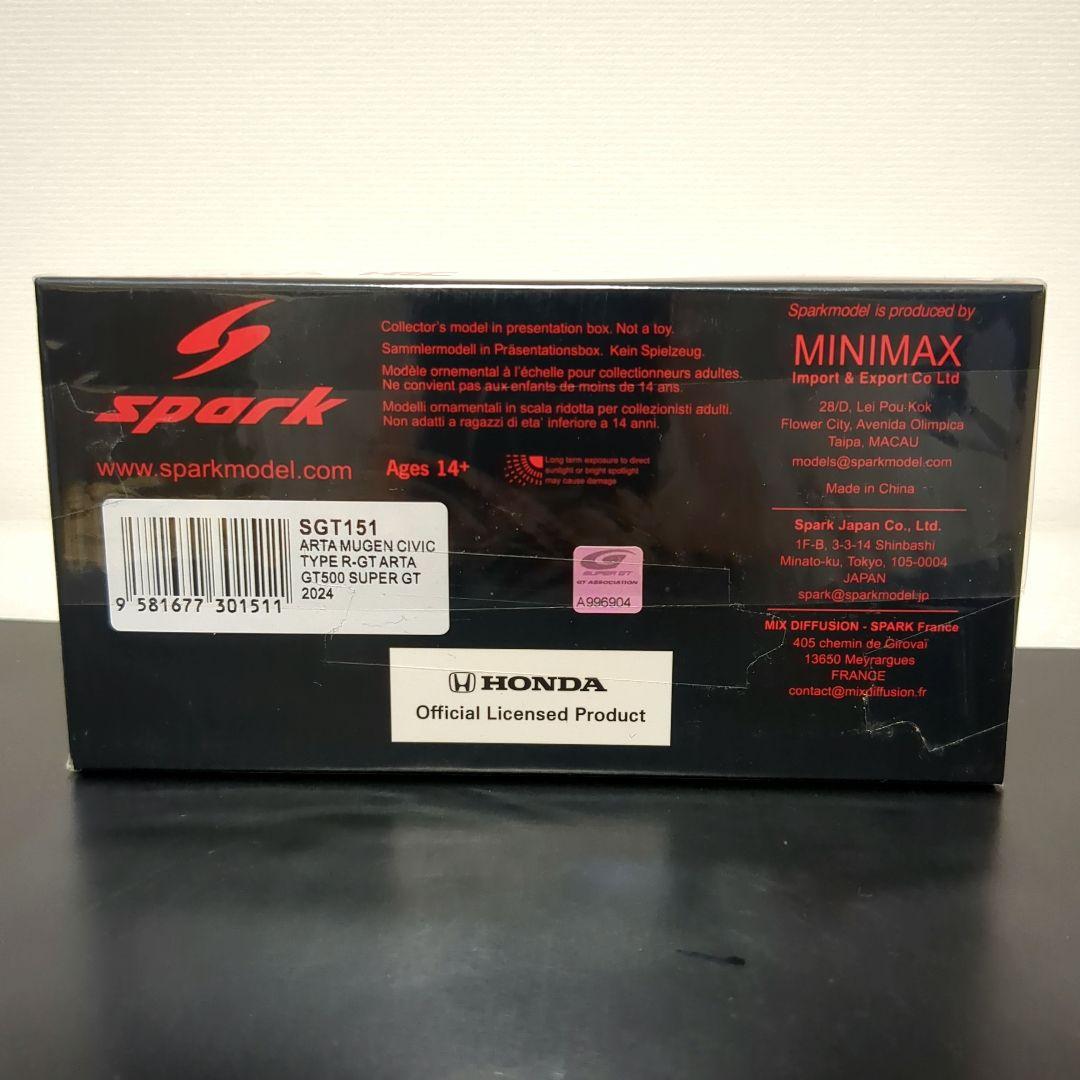 spark
www.sparkmodel.com
Collector's model in presentation box. Not a toy.
Sammlermodell in Präsentationsbox. Kein Spielzeug.
Modèle ornemental à l'échelle pour collectionneurs adultes.
Ne convient pas aux enfants de moins de 14 ans.
Modelli ornamentali in scala ridotta per collezionisti adulti.
Non adatti a ragazzi di eta' inferiore a 14 anni.
Ages 14+
Long term exposure to direct
sunlight or bright spotlight
may cause damage
Sparkmodel is produced by
MINIMAX
Import & Export Co Ltd
28/D, Lei Pou Kok
Flower City, Avenida Olimpica
Taipa, MACAU
models@sparkmodel.com
Made in China
Spark Japan Co., Ltd.
1F-B, 3-3-14 Shinbashi
Minato-ku, Tokyo, 105-0004
JAPAN
spark@sparkmodel.jp
MIX DIFFUSION - SPARK France
405 chemin de Girovaï
13650 Meyrargues
FRANCE
contact@mixdiffusion.fr
SGT151
ARTA MUGEN CIVIC
TYPE R-GT ARTA
GT500 SUPER GT
2024
9 581677 301511
SUPER GT
GT ASSOCIATION
A996904
HONDA
Official Licensed Product